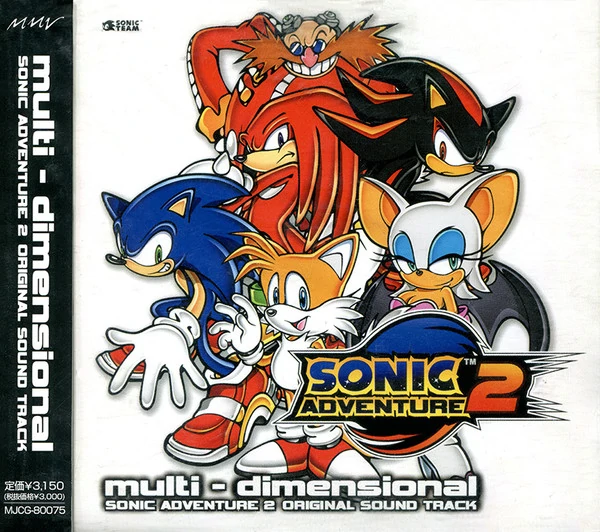 MMV
multi - dimensional
SONIC ADVENTURE 2 ORIGINAL SOUND TRACK
定価¥3,150
(税抜価格¥3,000)
MJCG-80075
SONIC
TEAM
SONIC™
ADVENTURE 2
multi - dimensional
SONIC ADVENTURE 2 ORIGINAL SOUND TRACK